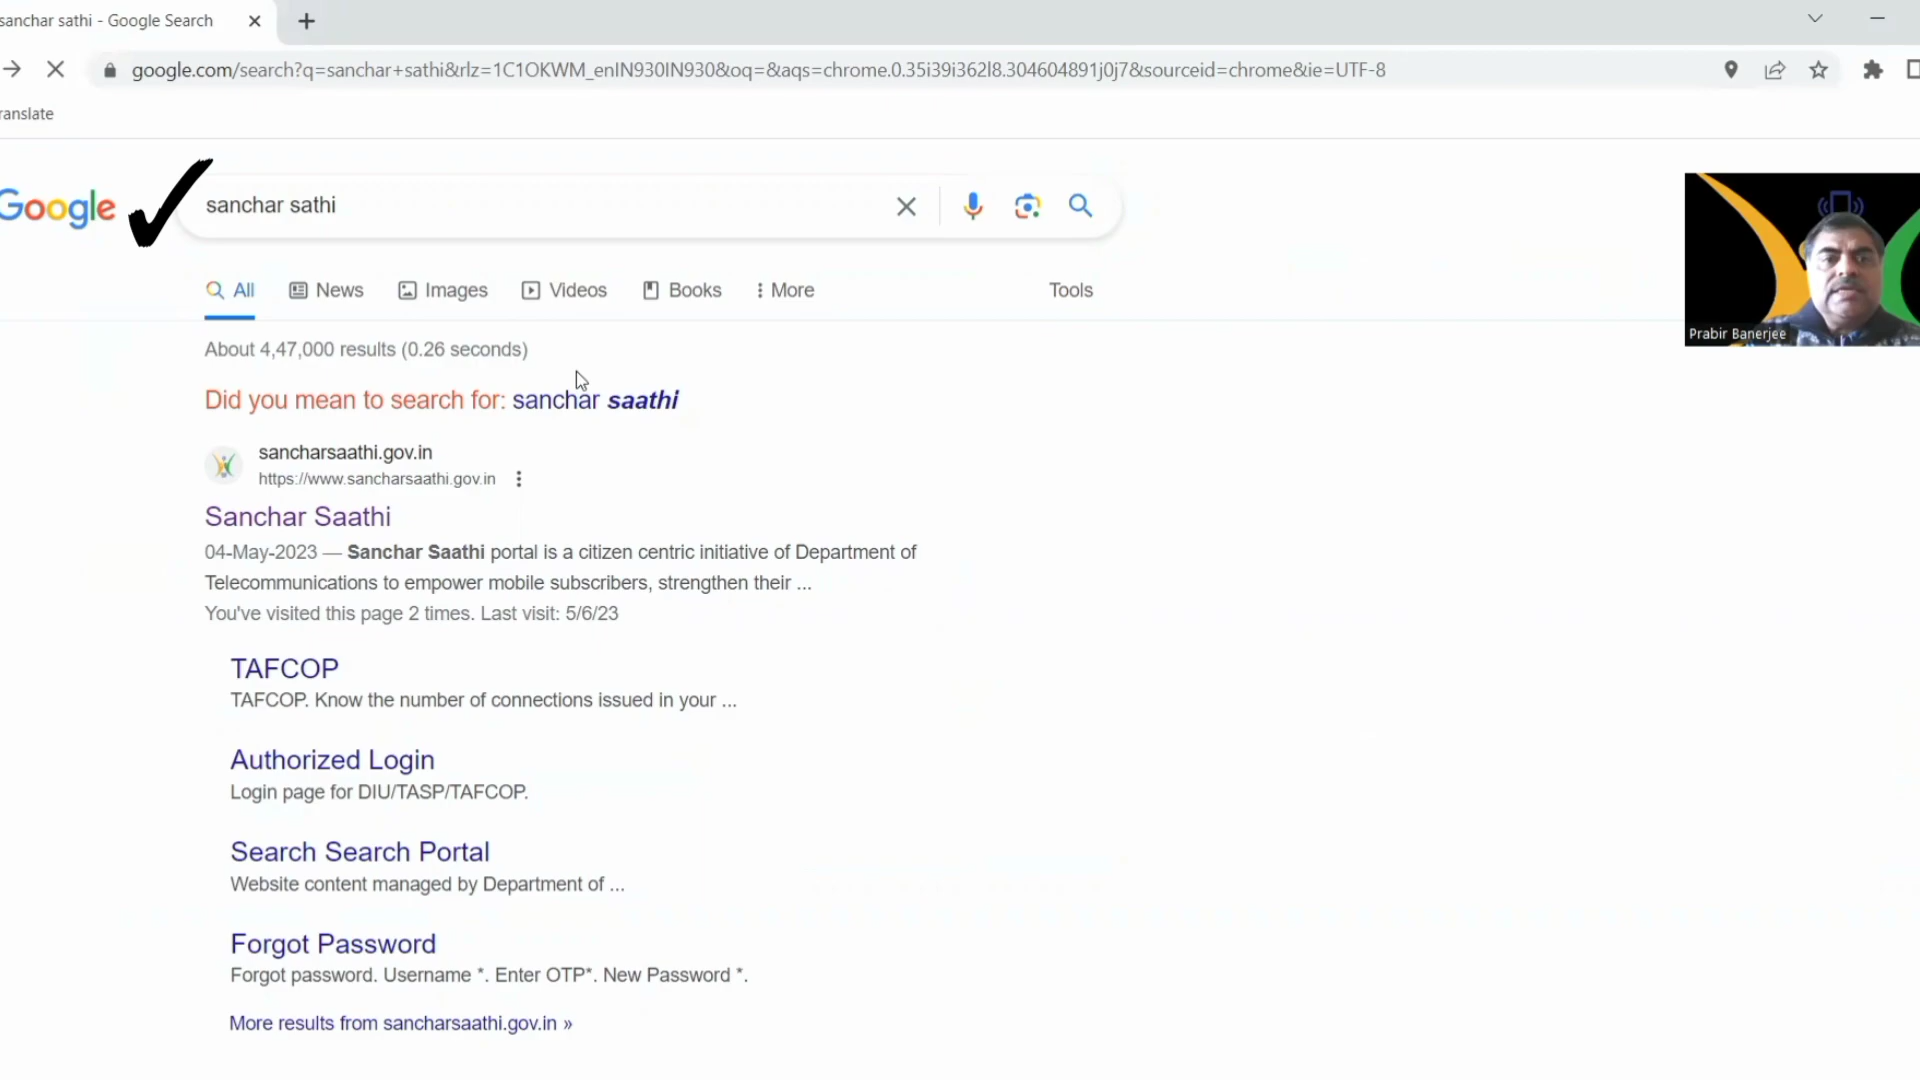 sanchar sathi - Google Search
google.com/search?q=sanchar+sathi&rlz=1C1OKWM_enIN930IN930&oq=&aqs=chrome.0.35i39i362l8.304604891j0j7&sourceid=chrome&ie=UTF-8
ranslate
Google
sanchar sathi
All
News
Images
Videos
Books
More
Tools
Prabir Banerjee
About 4,47,000 results (0.26 seconds)
Did you mean to search for: sanchar saathi
sancharsaathi.gov.in
https://www.sancharsaathi.gov.in
Sanchar Saathi
04-May-2023 — Sanchar Saathi portal is a citizen centric initiative of Department of
Telecommunications to empower mobile subscribers, strengthen their ...
You've visited this page 2 times. Last visit: 5/6/23
TAFCOP
TAFCOP. Know the number of connections issued in your ...
Authorized Login
Login page for DIU/TASP/TAFCOP.
Search Search Portal
Website content managed by Department of ...
Forgot Password
Forgot password. Username *. Enter OTP*. New Password *.
More results from sancharsaathi.gov.in »